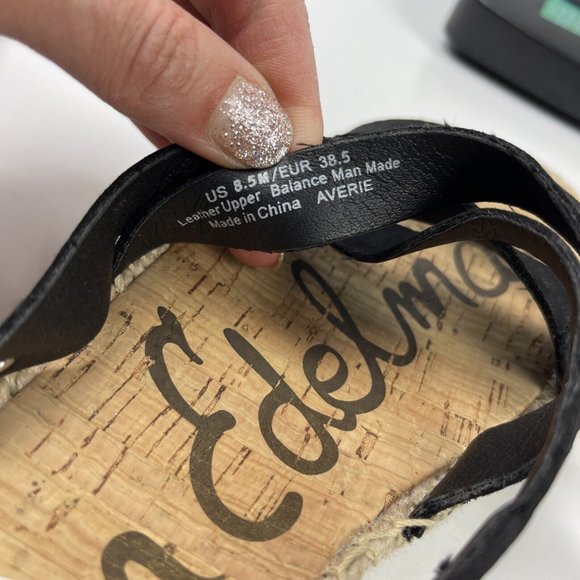 US 8.5M/EUR 38.5
Leather Upper Balance Man Made
Made in China AVERIE
Edelman